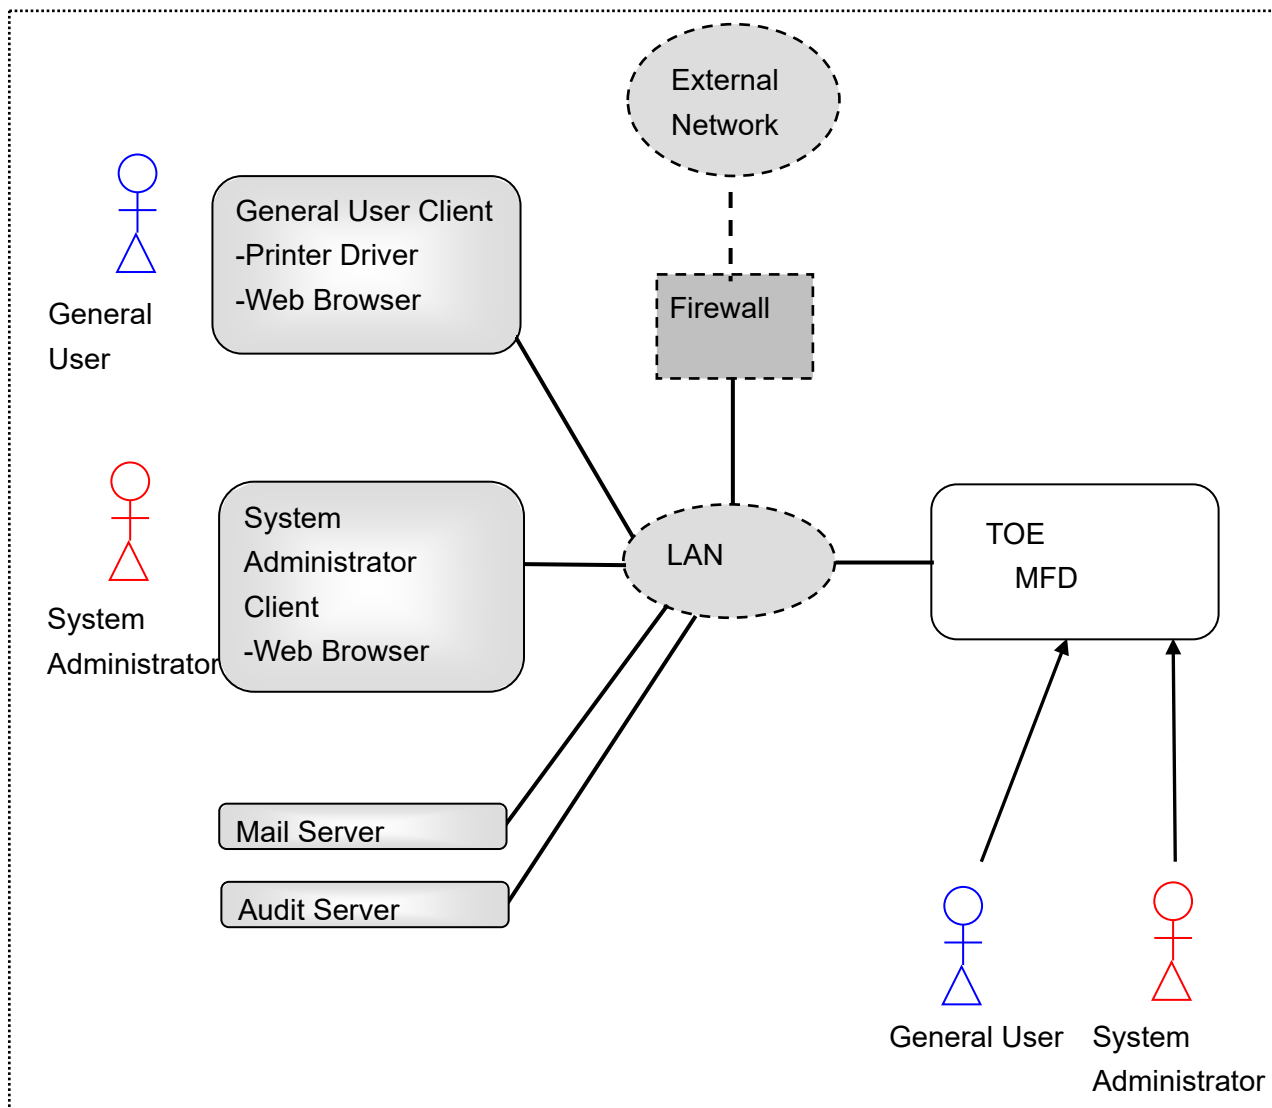 External
Network
General User Client
-Printer Driver
-Web Browser
General
User
Firewall
System
Administrator
Client
-Web Browser
System
Administrator
LAN
TOE
MFD
Mail Server
Audit Server
General User
System
Administrator